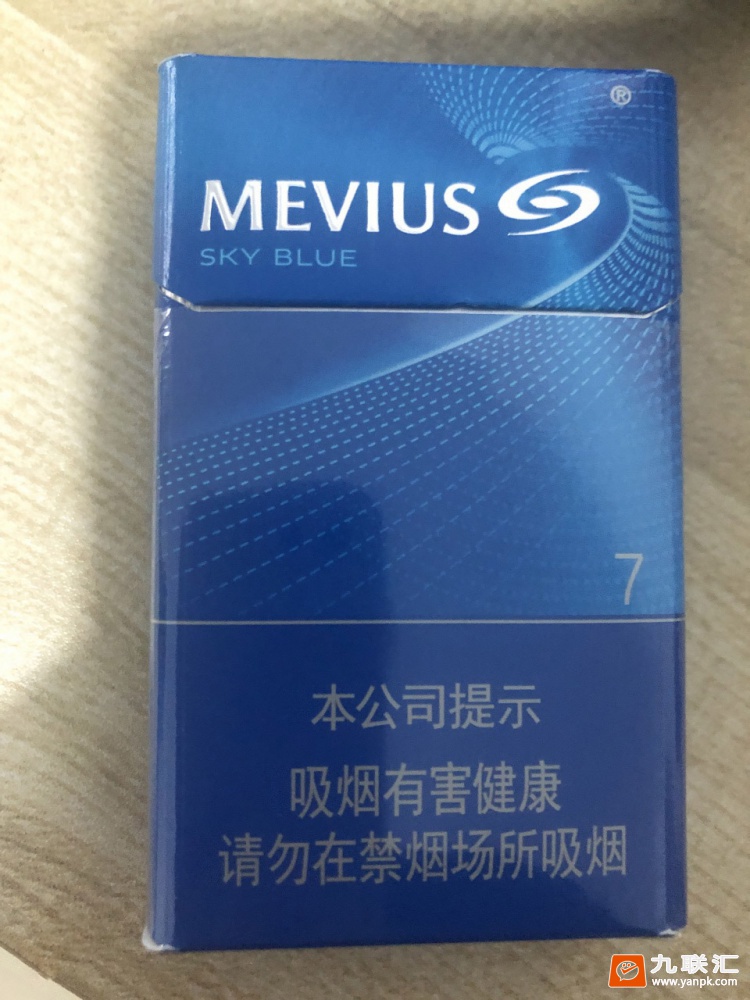 ®
MEVIUS
SKY BLUE
7
本公司提示
吸烟有害健康
请勿在禁烟场所吸烟
九联汇
www.yanpk.com